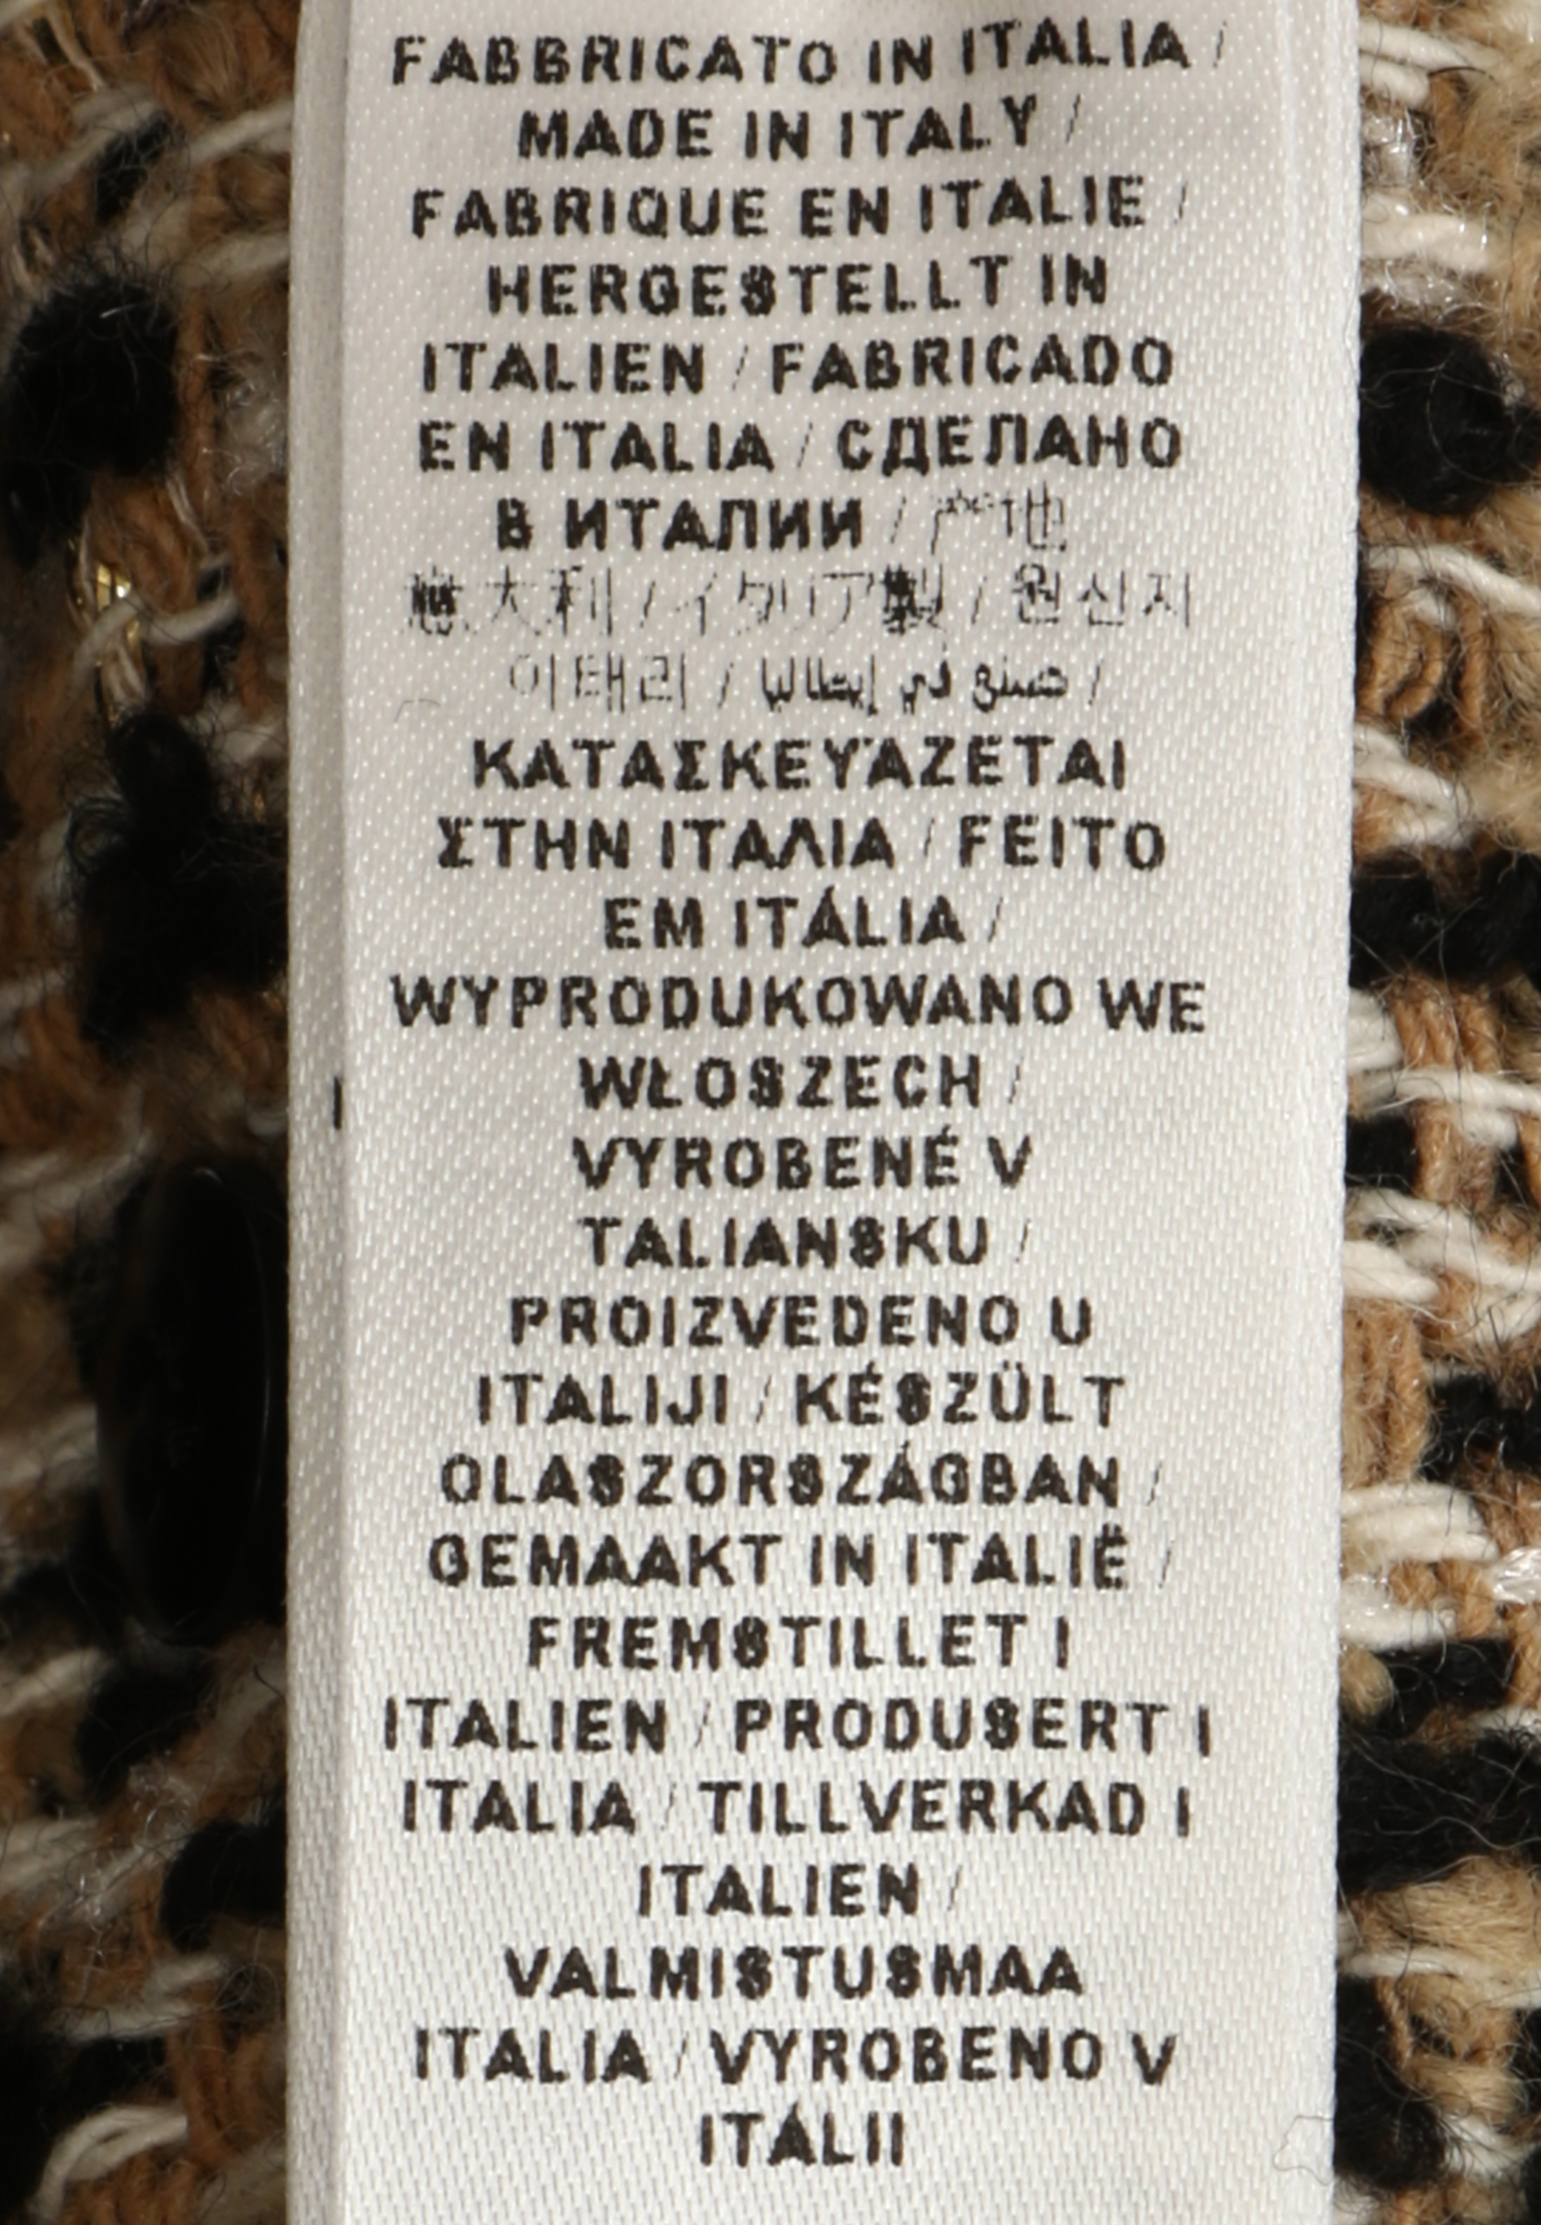 FABBRICATO IN ITALIA /
MADE IN ITALY /
FABRIQUE EN ITALIE /
HERGESTELLT IN
ITALIEN / FABRICADO
EN ITALIA / СДЕЛАНО
В ИТАЛИИ / 产地
意大利 / イタリア製 / 원산지
이태리 / صنع في إيطاليا /
ΚΑΤΑΣΚΕΥΆΖΕΤΑΙ
ΣΤΗΝ ΙΤΑΛΙΑ / FEITO
EM ITÁLIA /
WYPRODUKOWANO WE
WŁOSZECH /
VYROBENÉ V
TALIANSKU /
PROIZVEDENO U
ITALIJI / KÉSZÜLT
OLASZORSZÁGBAN /
GEMAAKT IN ITALIË /
FREMSTILLET I
ITALIEN / PRODUSERT I
ITALIA / TILLVERKAD I
ITALIEN /
VALMISTUSMAA
ITALIA / VYROBENO V
ITÁLII